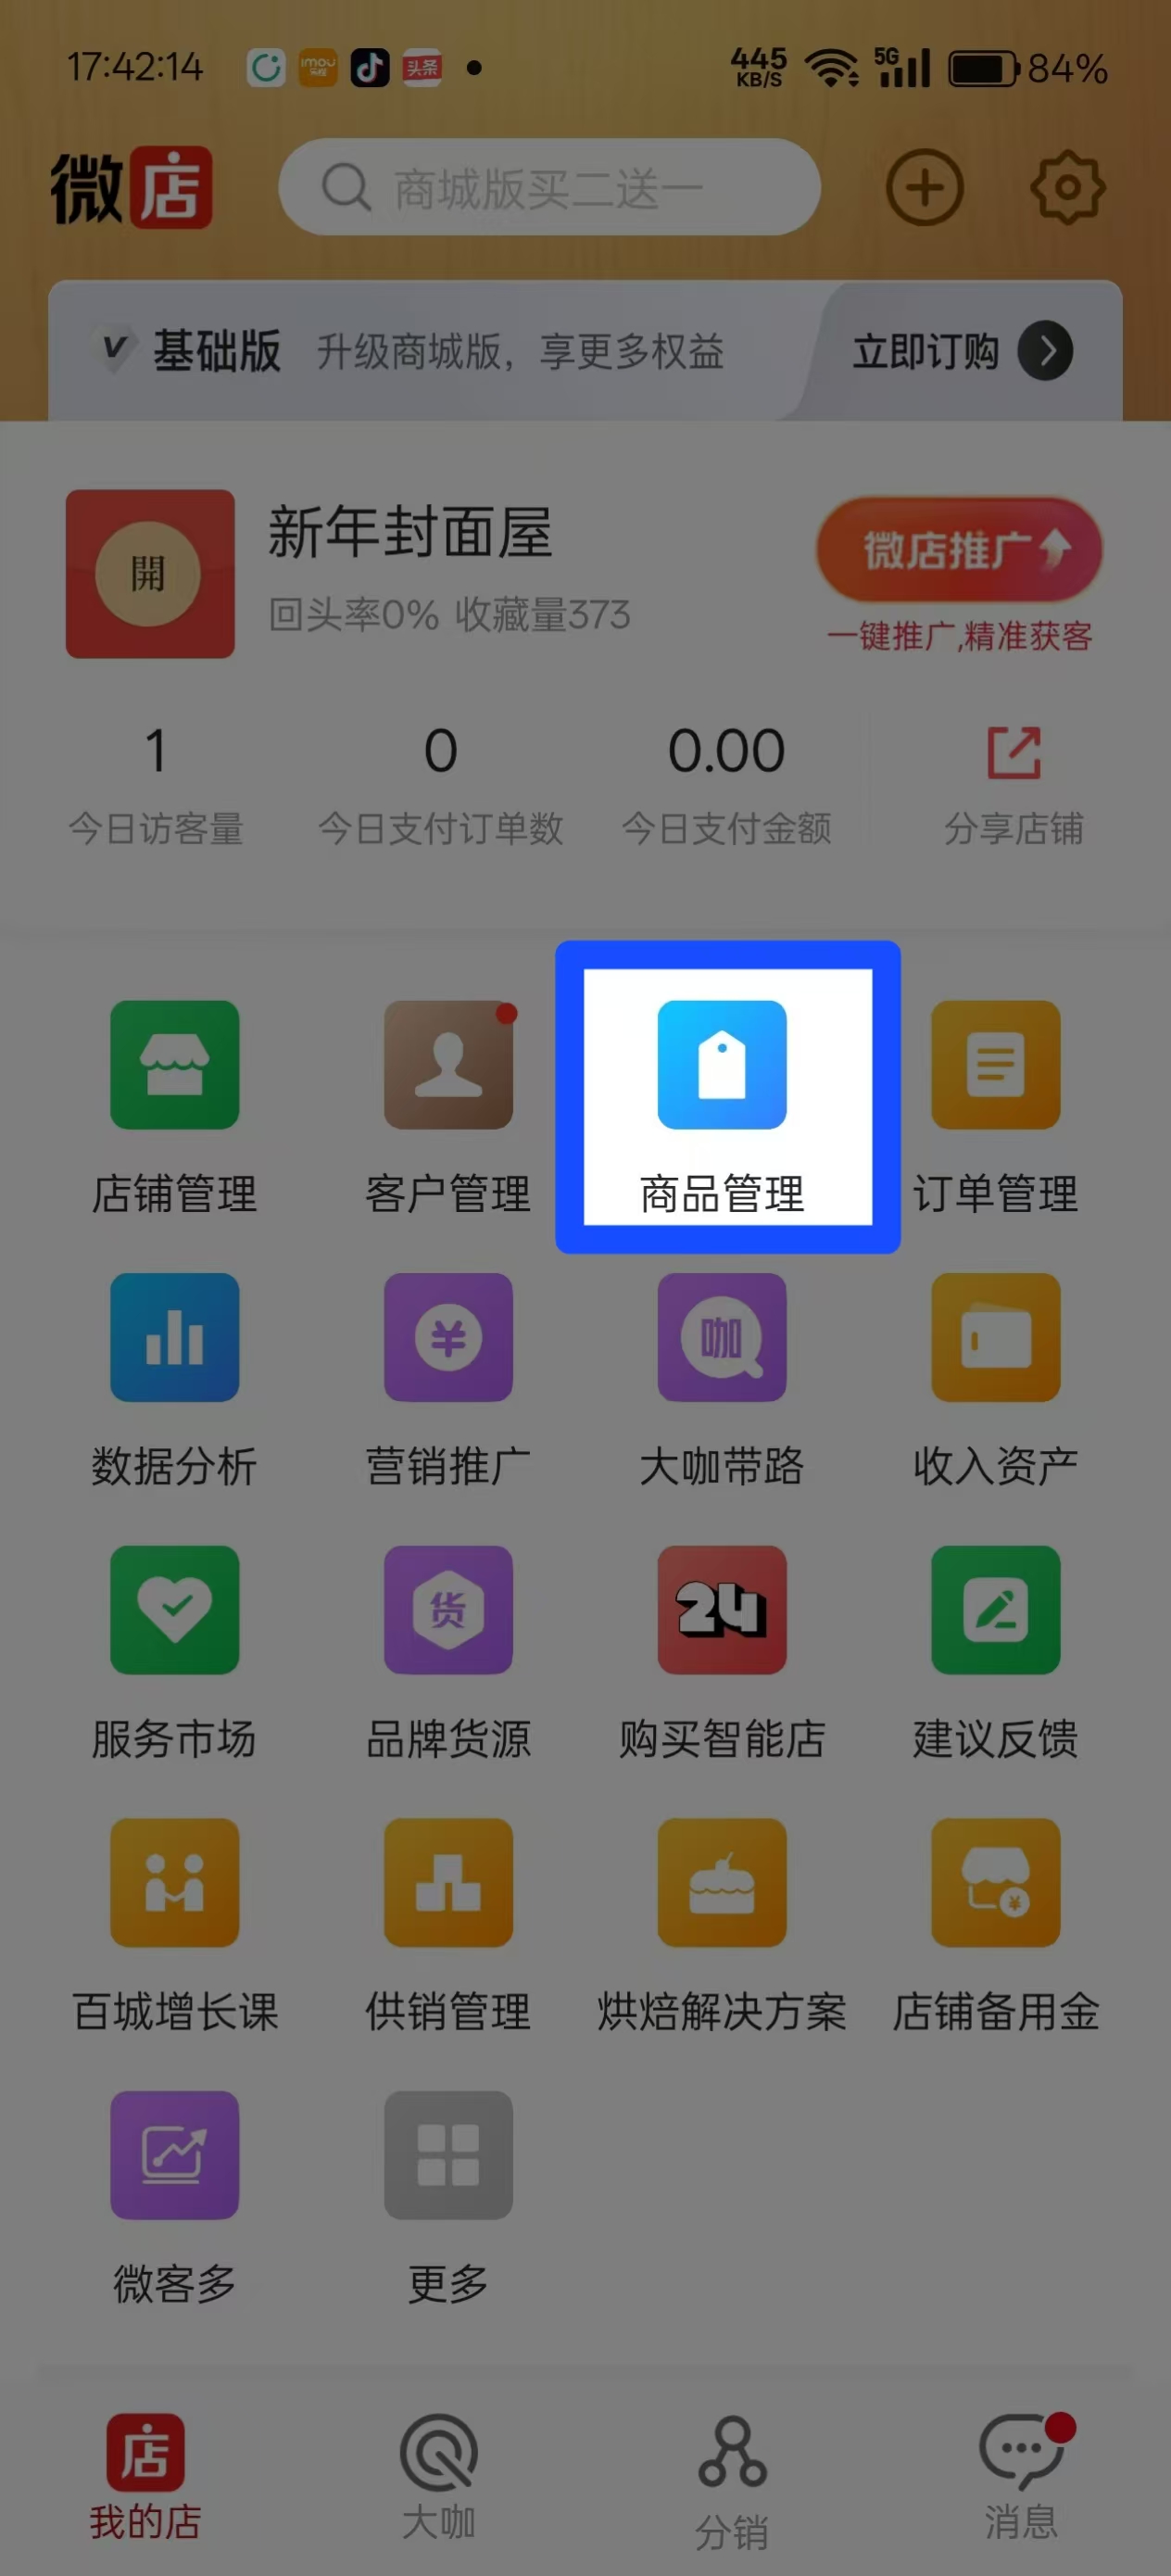 17:42:14 imou 乐橙 头条 445 KB/S 5G 84%
微店 商城版买二送一
V 基础版 升级商城版，享更多权益 立即订购
開 新年封面屋 微店推广
回头率0% 收藏量373 一键推广,精准获客
1 0 0.00
今日访客量 今日支付订单数 今日支付金额 分享店铺
店铺管理 客户管理 商品管理 订单管理
¥ 咖
数据分析 营销推广 大咖带路 收入资产
货 24
服务市场 品牌货源 购买智能店 建议反馈
¥
百城增长课 供销管理 烘焙解决方案 店铺备用金
微客多 更多
店
我的店 大咖 分销 消息